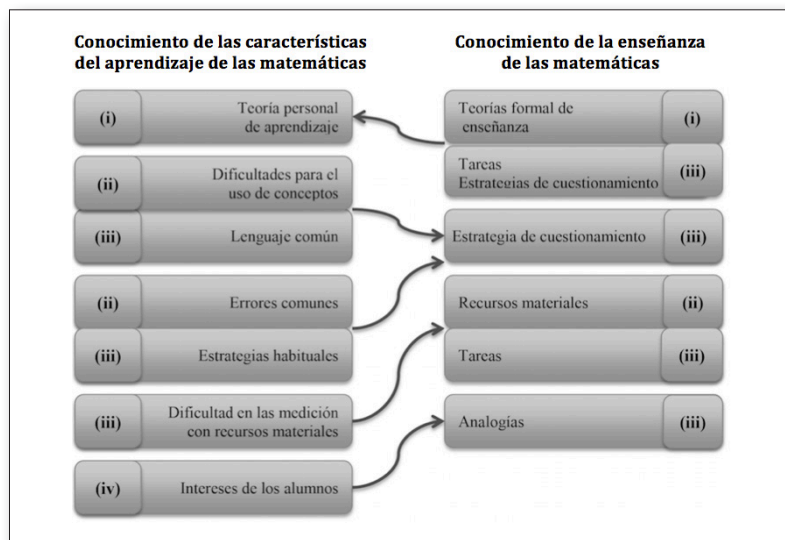 Conocimiento de las características
del aprendizaje de las matemáticas
(i)
Teoría personal
de aprendizaje
(ii)
Dificultades para el
uso de conceptos
(iii)
Lenguaje común
(ii)
Errores comunes
(iii)
Estrategias habituales
(iii)
Dificultad en las medición
con recursos materiales
(iv)
Intereses de los alumnos
Conocimiento de la enseñanza
de las matemáticas
Teorías formal de
enseñanza
(i)
Tareas
Estrategias de cuestionamiento
(iii)
Estrategia de cuestionamiento
(iii)
Recursos materiales
(ii)
Tareas
(iii)
Analogías
(iii)